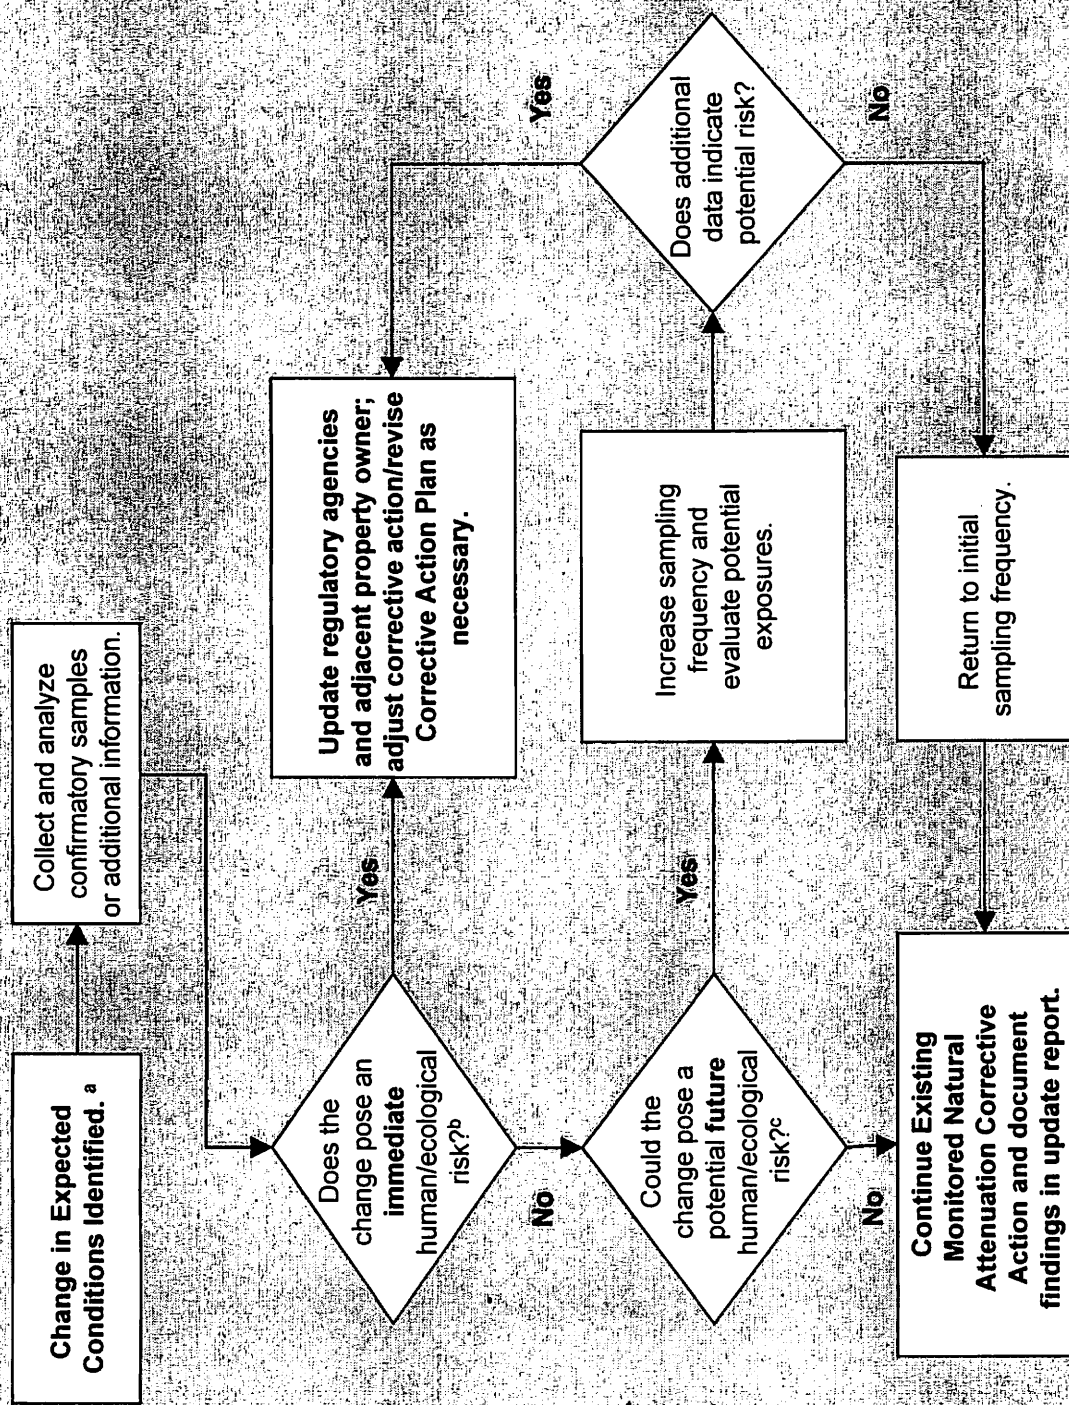 Change in Expected
Conditions Identified. a
Collect and analyze
confirmatory samples
or additional information.
Does the
change pose an
immediate
human/ecological
risk?b
Yes
Update regulatory agencies
and adjacent property owner;
adjust corrective action/revise
Corrective Action Plan as
necessary.
No
Could the
change pose a
potential future
human/ecological
risk?c
Yes
Increase sampling
frequency and
evaluate potential
exposures.
Does additional
data indicate
potential risk?
Yes
No
No
Continue Existing
Monitored Natural
Attenuation Corrective
Action and document
findings in update report.
Return to initial
sampling frequency.